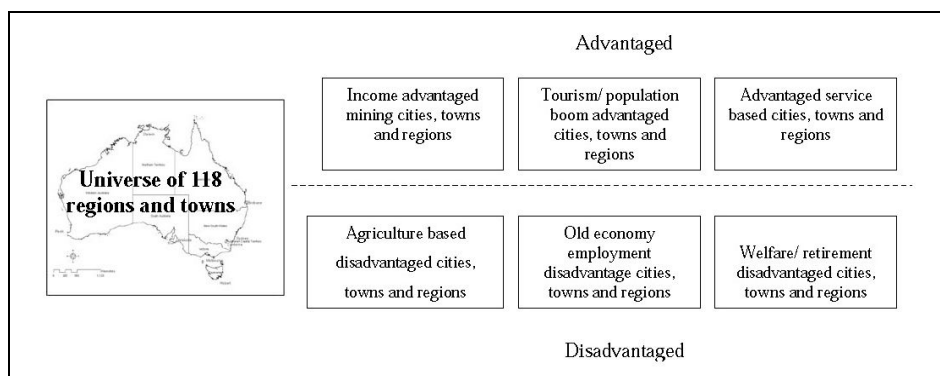 Advantaged
Income advantaged
mining cities, towns
and regions
Tourism/ population
boom advantaged
cities, towns and
regions
Advantaged service
based cities, towns and
regions
Universe of 118
regions and towns
Agriculture based
disadvantaged cities,
towns and regions
Old economy
employment
disadvantage cities,
towns and regions
Welfare/ retirement
disadvantaged cities,
towns and regions
Disadvantaged